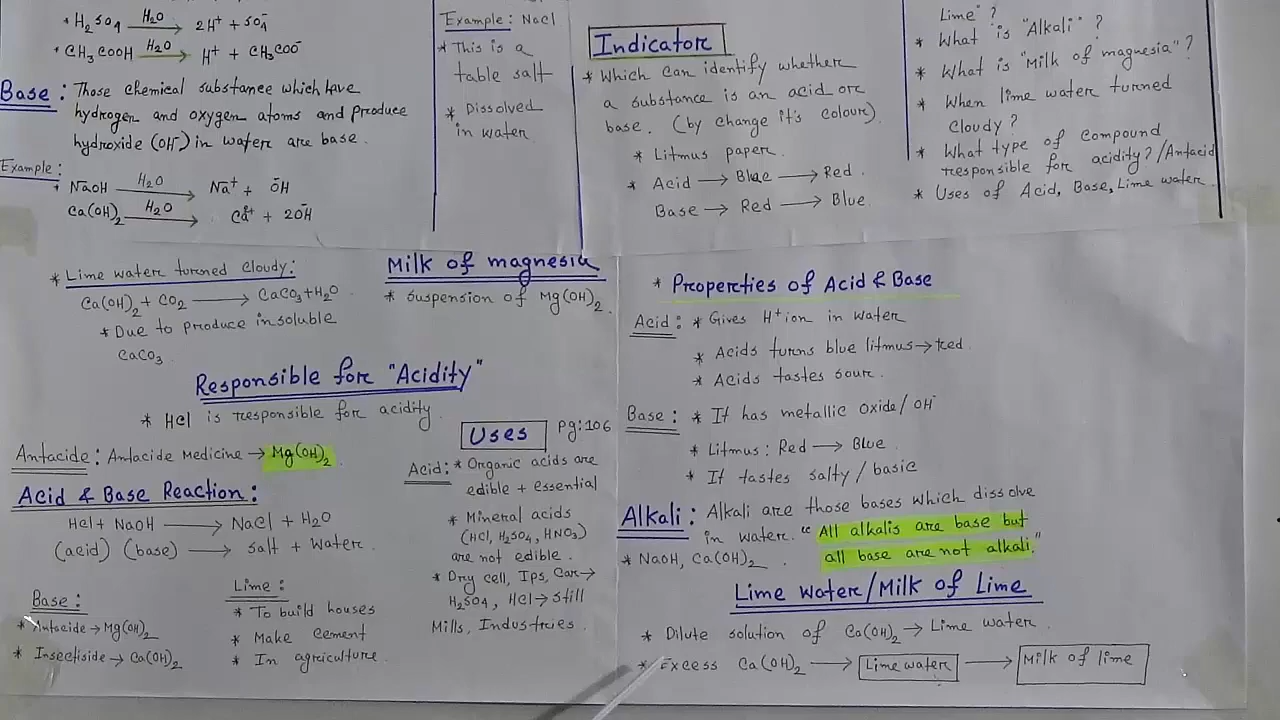 * H₂SO₄ —H₂O→ 2H⁺ + SO₄⁻
* CH₃COOH —H₂O→ H⁺ + CH₃COO⁻
Base : Those chemical substance which have
hydrogen and oxygen atoms and produce
hydroxide (OH⁻) in water are base.
Example:
* NaOH —H₂O→ Na⁺ + OH⁻
Ca(OH)₂ —H₂O→ Ca²⁺ + 2OH⁻
Example: Nacl
* This is a
table salt
* Dissolved
in water.
Indicator
* Which can identify whether
a substance is an acid or
base. (by change it's colour).
* Litmus paper.
* Acid → Blue → Red.
Base → Red → Blue.
Lime" ?
* What is "Alkali" ?
* What is "Milk of magnesia" ?
* When lime water turned
cloudy ?
* What type of compound
responsible for acidity? /Antacid
* Uses of Acid, Base, Lime water.
* Lime water turned cloudy:
Ca(OH)₂ + CO₂ → CaCO₃ + H₂O
* Due to produce insoluble
CaCO₃.
Milk of magnesia
* Suspension of Mg(OH)₂.
Responsible for "Acidity"
* HCl is responsible for acidity.
Antacide : Antacide Medicine → Mg(OH)₂.
Acid & Base Reaction :
Hcl + NaOH → NaCl + H₂O
(acid) (base) → salt + Water.
Base :
* Antacide → Mg(OH)₂
* Insectiside → Ca(OH)₂
Lime :
* To build houses
* Make cement
* In agriculture.
Uses pg:106
Acid: * Organic acids are
edible + essential
* Mineral acids
(HCl, H₂SO₄, HNO₃)
are not edible.
* Dry cell, Ips, Car →
H₂SO₄, HCl → Still
Mills, Industries.
* Properties of Acid & Base
Acid : * Gives H⁺ ion in water
* Acids turns blue litmus → red.
* Acids tastes sour.
Base : * It has metallic oxide/OH⁻
* Litmus : Red → Blue.
* If tastes salty / basic
Alkali : Alkali are those bases which dissolve
in water. "All alkalis are base but
all base are not alkali."
* NaOH, Ca(OH)₂.
Lime Water/Milk of Lime
* Dilute solution of Ca(OH)₂ → Lime water.
* Excess Ca(OH)₂ → Lime water → Milk of lime